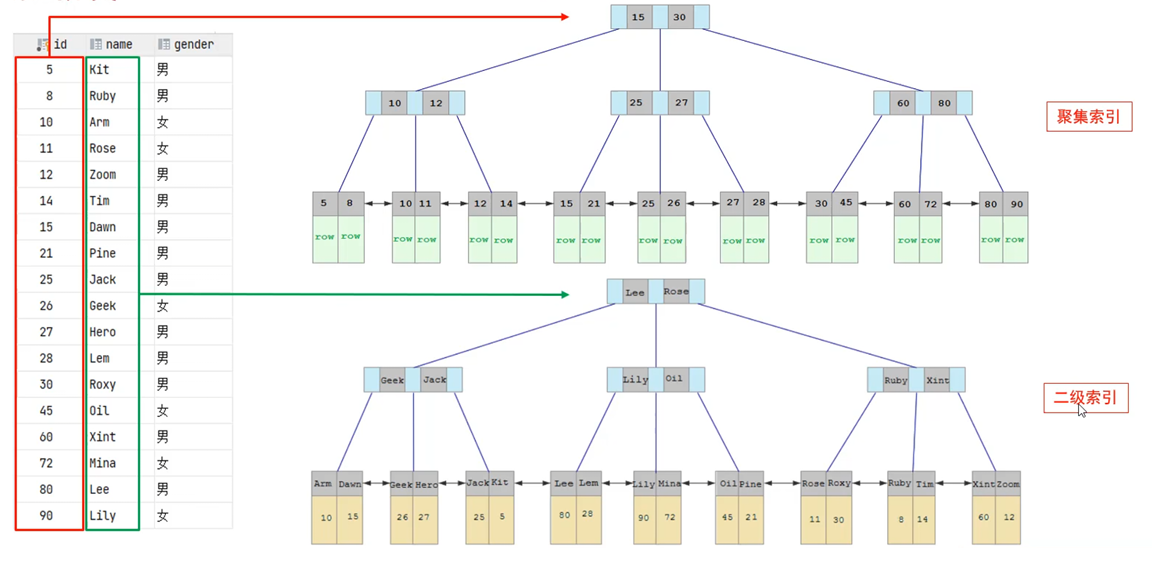 id name gender
5 Kit 男
8 Ruby 男
10 Arm 女
11 Rose 女
12 Zoom 男
14 Tim 男
15 Dawn 男
21 Pine 男
25 Jack 男
26 Geek 女
27 Hero 男
28 Lem 男
30 Roxy 男
45 Oil 女
60 Xint 男
72 Mina 女
80 Lee 男
90 Lily 女
15 30
10 12 25 27 60 80
聚集索引
5 8 10 11 12 14 15 21 25 26 27 28 30 45 60 72 80 90
row row row row row row row row row row row row row row row row row row
Lee Rose
Geek Jack Lily Oil Ruby Xint
二级索引
Arm Dawn Geek Hero Jack Kit Lee Lem Lily Mina Oil Pine Rose Roxy Ruby Tim Xint Zoom
10 15 26 27 25 5 80 28 90 72 45 21 11 30 8 14 60 12